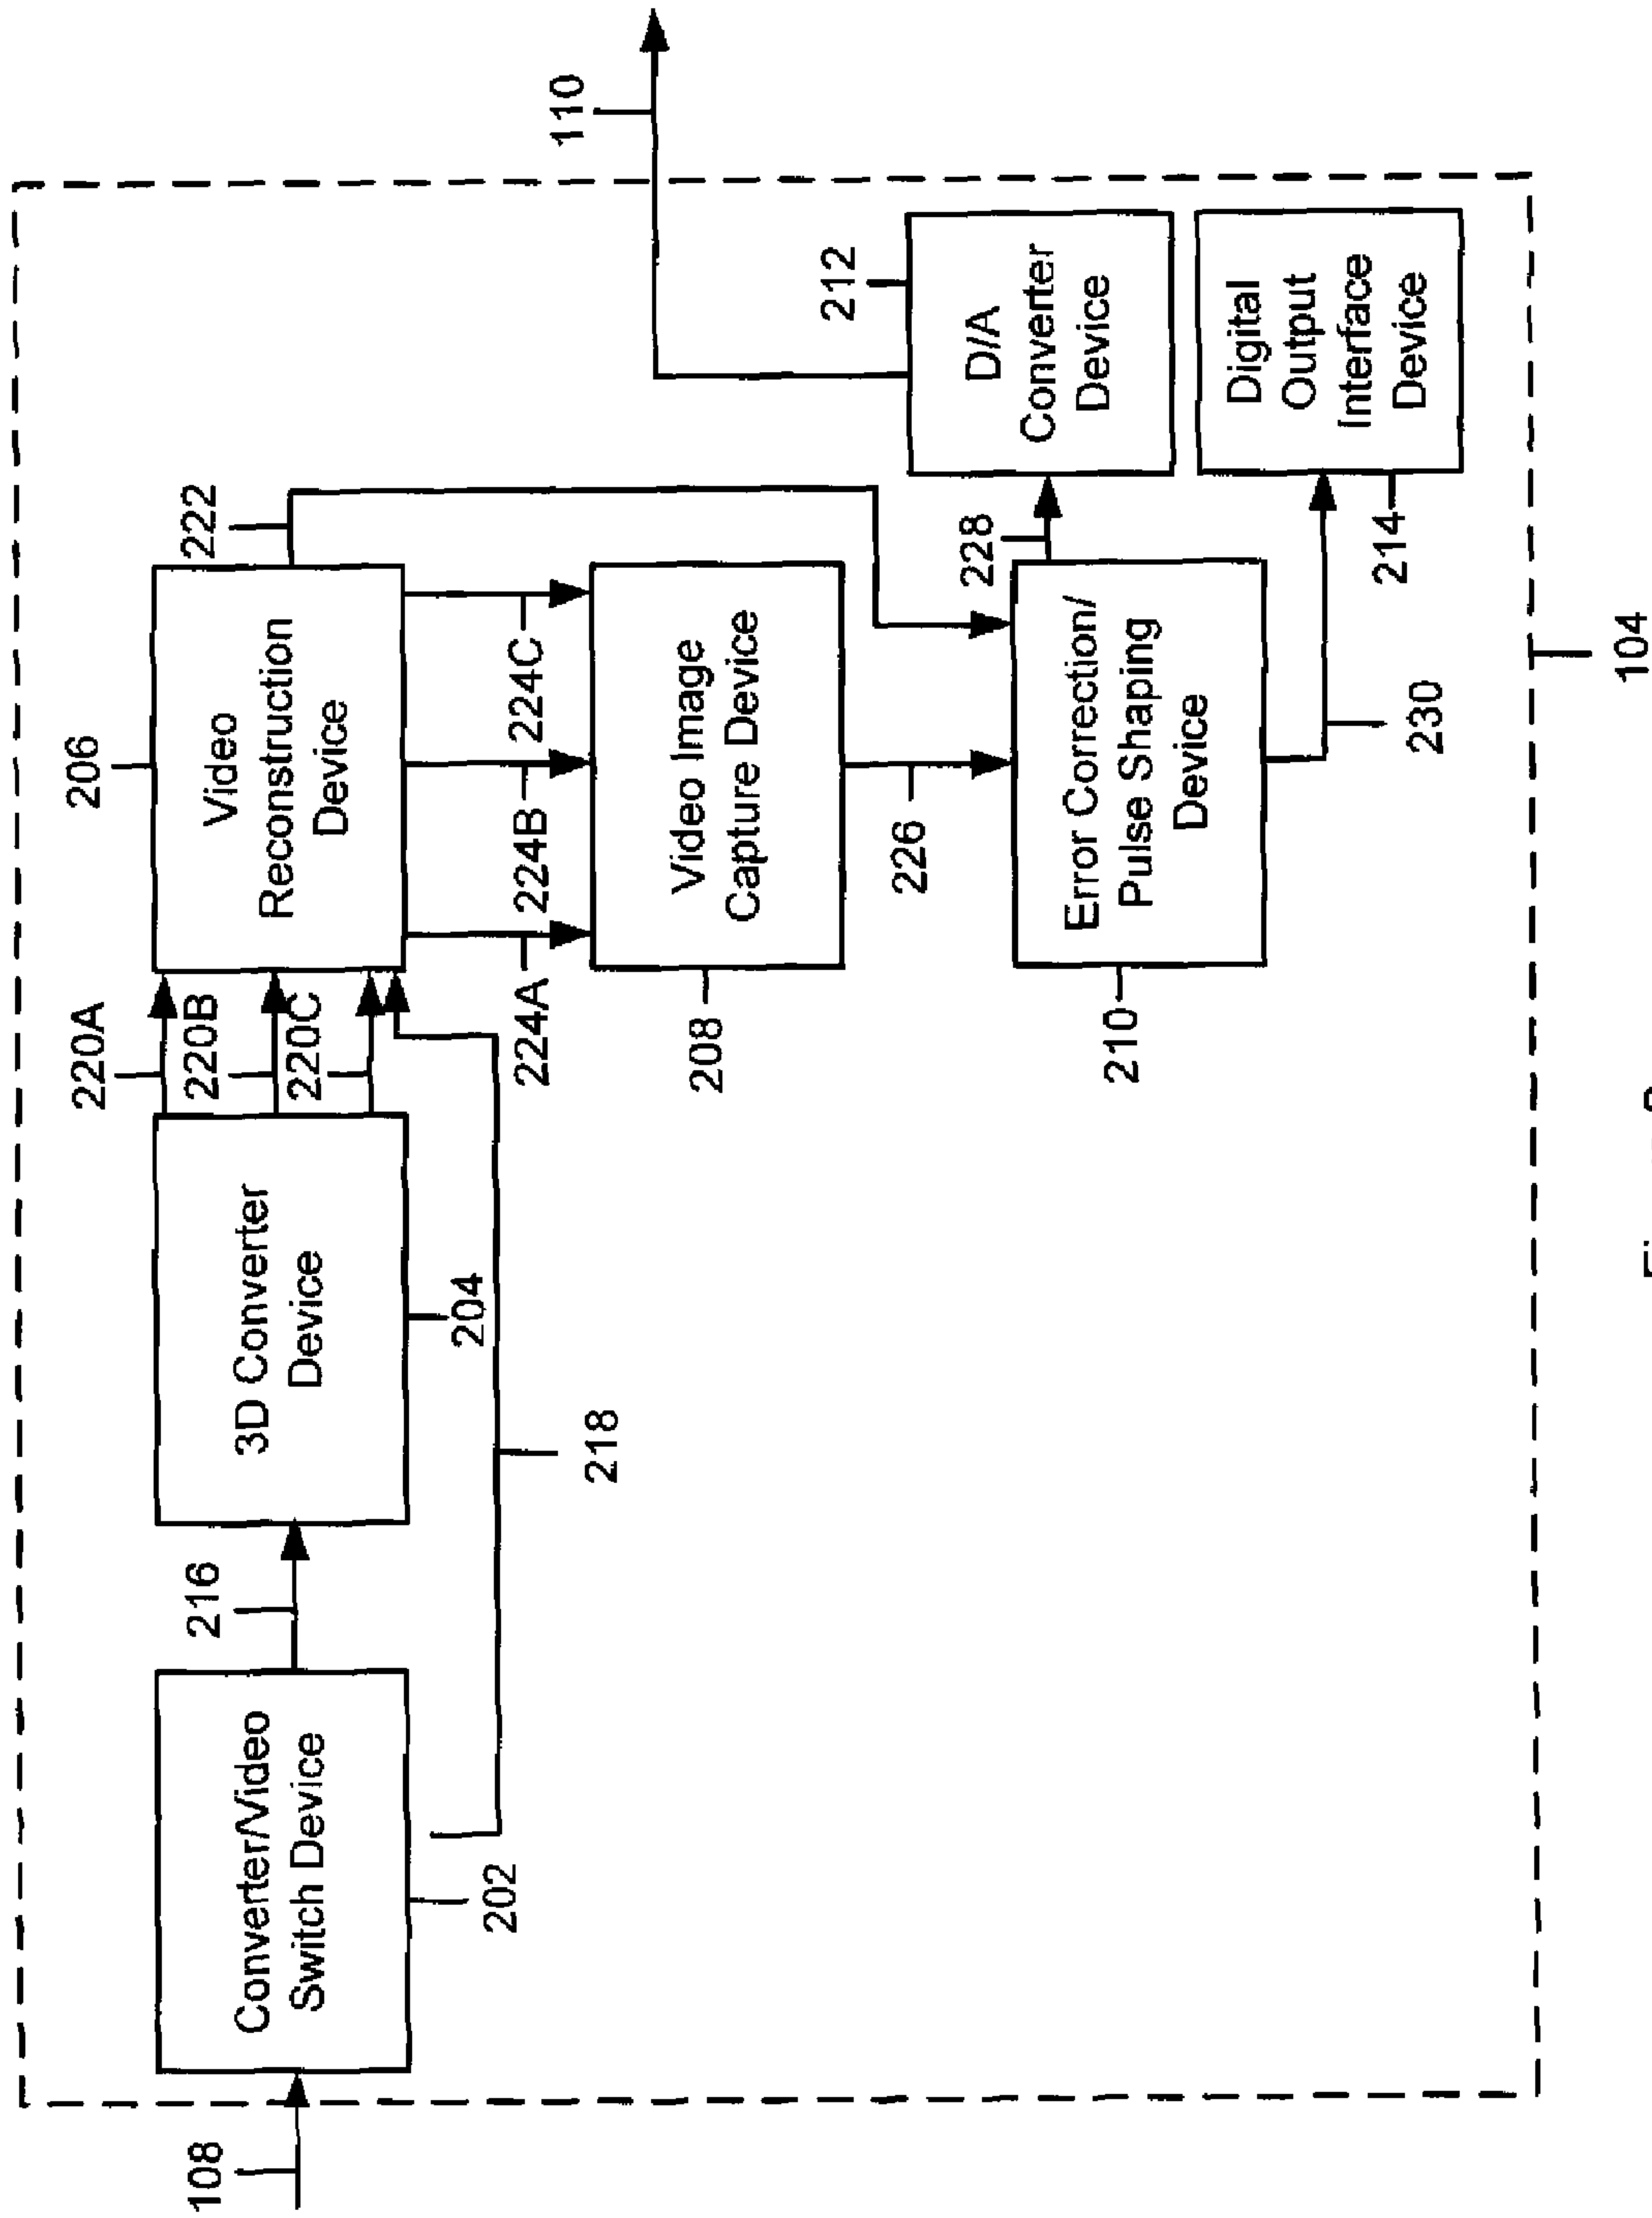 108
Converter/Video
Switch Device
202
216
218
3D Converter
Device
204
220A
220B
220C
206
Video
Reconstruction
Device
222
224A
224B
224C
Video Image
Capture Device
208
226
Error Correction/
Pulse Shaping
Device
210
228
230
212
D/A
Converter
Device
110
Digital
Output
Interface
Device
214
104